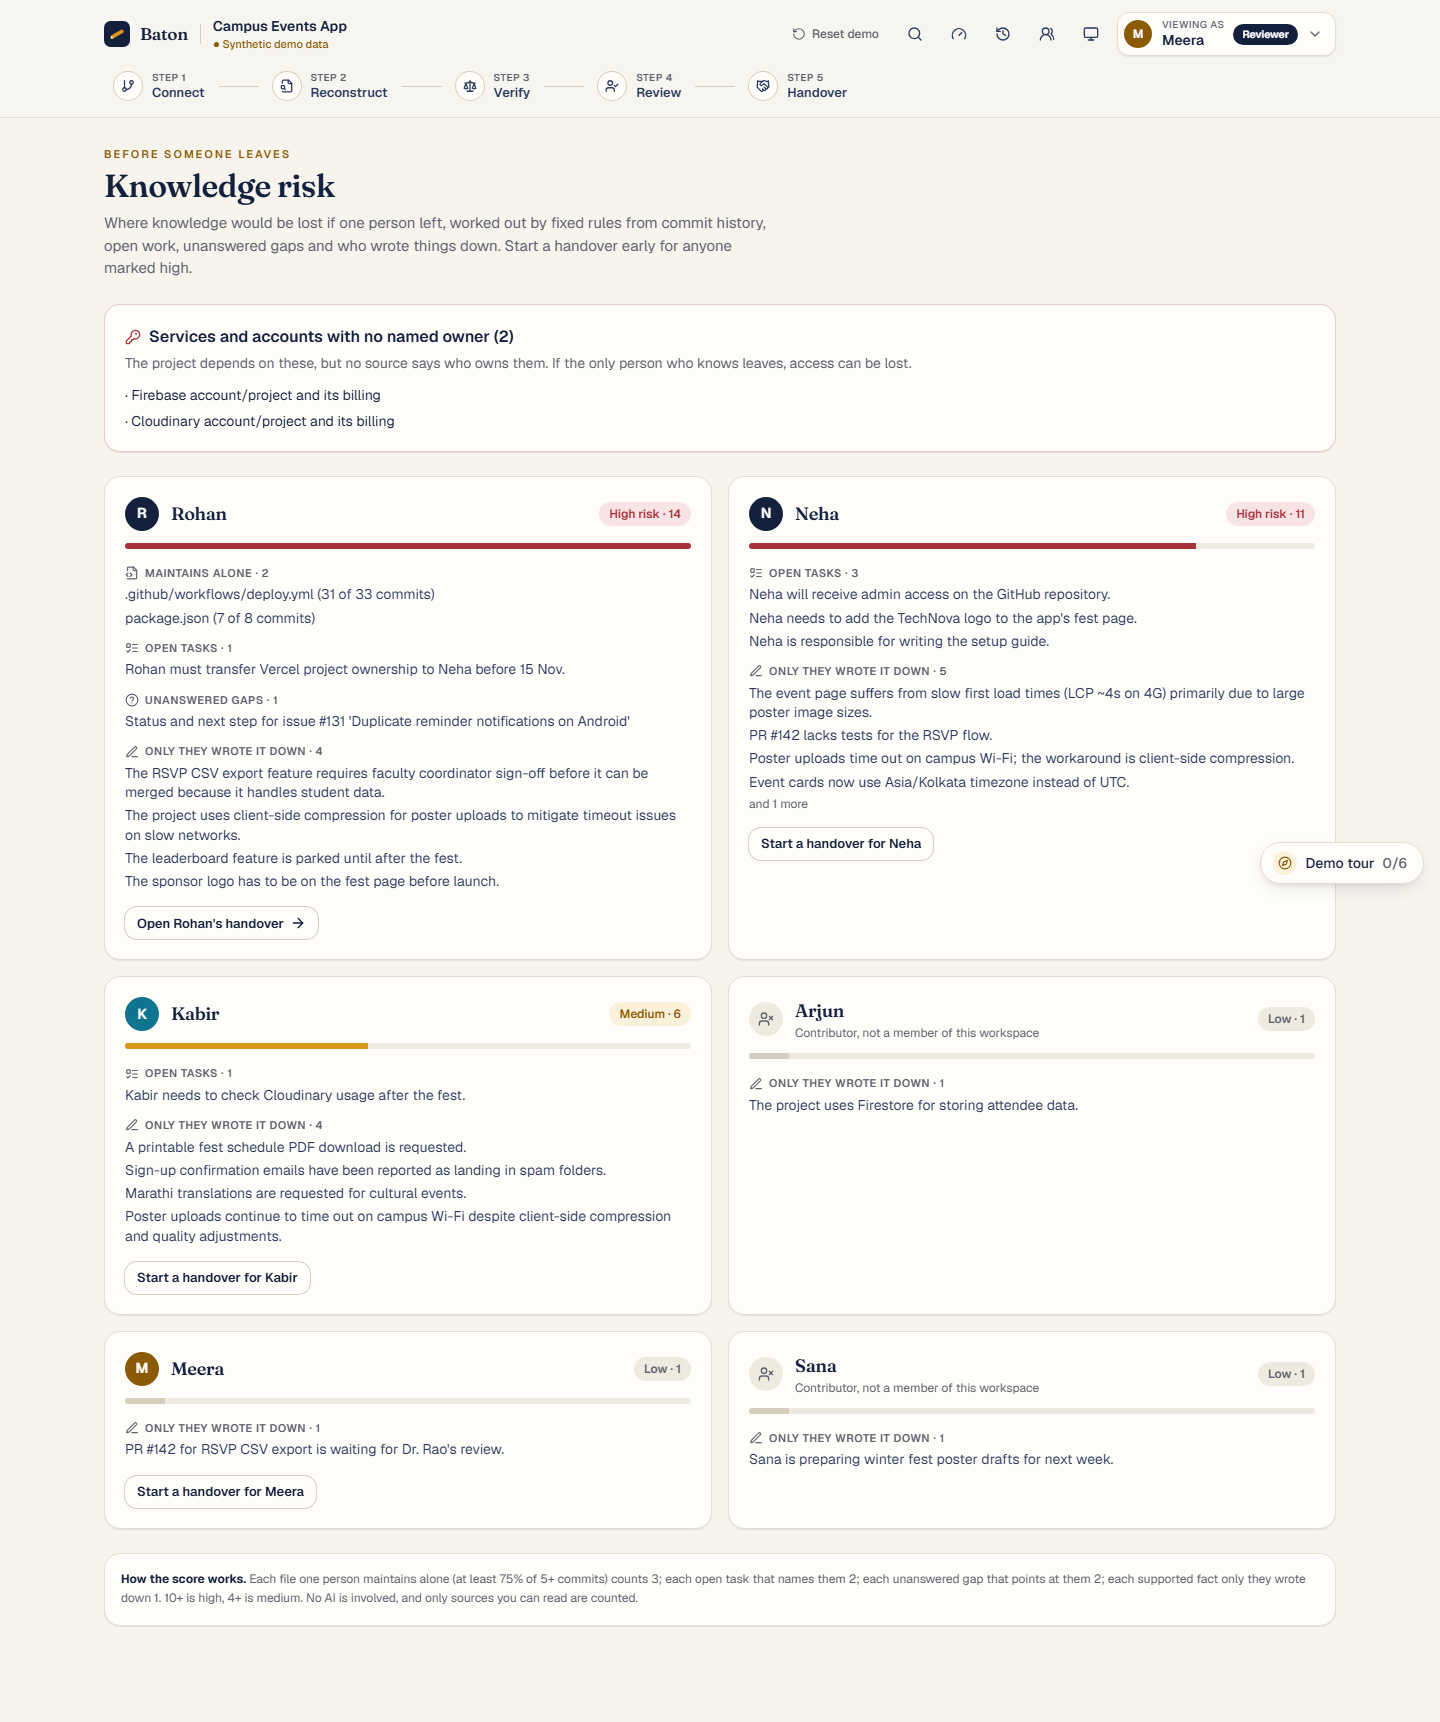 Baton
Campus Events App
Synthetic demo data
Reset demo
M
VIEWING AS
Meera
Reviewer
STEP 1
Connect
STEP 2
Reconstruct
STEP 3
Verify
STEP 4
Review
STEP 5
Handover
BEFORE SOMEONE LEAVES
Knowledge risk
Where knowledge would be lost if one person left, worked out by fixed rules from commit history,
open work, unanswered gaps and who wrote things down. Start a handover early for anyone
marked high.
Services and accounts with no named owner (2)
The project depends on these, but no source says who owns them. If the only person who knows leaves, access can be lost.
· Firebase account/project and its billing
· Cloudinary account/project and its billing
R
Rohan
High risk · 14
MAINTAINS ALONE · 2
.github/workflows/deploy.yml (31 of 33 commits)
package.json (7 of 8 commits)
OPEN TASKS · 1
Rohan must transfer Vercel project ownership to Neha before 15 Nov.
UNANSWERED GAPS · 1
Status and next step for issue #131 'Duplicate reminder notifications on Android'
ONLY THEY WROTE IT DOWN · 4
The RSVP CSV export feature requires faculty coordinator sign-off before it can be
merged because it handles student data.
The project uses client-side compression for poster uploads to mitigate timeout issues
on slow networks.
The leaderboard feature is parked until after the fest.
The sponsor logo has to be on the fest page before launch.
Open Rohan's handover
N
Neha
High risk · 11
OPEN TASKS · 3
Neha will receive admin access on the GitHub repository.
Neha needs to add the TechNova logo to the app's fest page.
Neha is responsible for writing the setup guide.
ONLY THEY WROTE IT DOWN · 5
The event page suffers from slow first load times (LCP ~4s on 4G) primarily due to large
poster image sizes.
PR #142 lacks tests for the RSVP flow.
Poster uploads time out on campus Wi-Fi; the workaround is client-side compression.
Event cards now use Asia/Kolkata timezone instead of UTC.
and 1 more
Start a handover for Neha
Demo tour 0/6
K
Kabir
Medium · 6
OPEN TASKS · 1
Kabir needs to check Cloudinary usage after the fest.
ONLY THEY WROTE IT DOWN · 4
A printable fest schedule PDF download is requested.
Sign-up confirmation emails have been reported as landing in spam folders.
Marathi translations are requested for cultural events.
Poster uploads continue to time out on campus Wi-Fi despite client-side compression
and quality adjustments.
Start a handover for Kabir
Arjun
Contributor, not a member of this workspace
Low · 1
ONLY THEY WROTE IT DOWN · 1
The project uses Firestore for storing attendee data.
M
Meera
Low · 1
ONLY THEY WROTE IT DOWN · 1
PR #142 for RSVP CSV export is waiting for Dr. Rao's review.
Start a handover for Meera
Sana
Contributor, not a member of this workspace
Low · 1
ONLY THEY WROTE IT DOWN · 1
Sana is preparing winter fest poster drafts for next week.
How the score works. Each file one person maintains alone (at least 75% of 5+ commits) counts 3; each open task that names them 2; each unanswered gap that points at them 2; each supported fact only they wrote
down 1. 10+ is high, 4+ is medium. No AI is involved, and only sources you can read are counted.